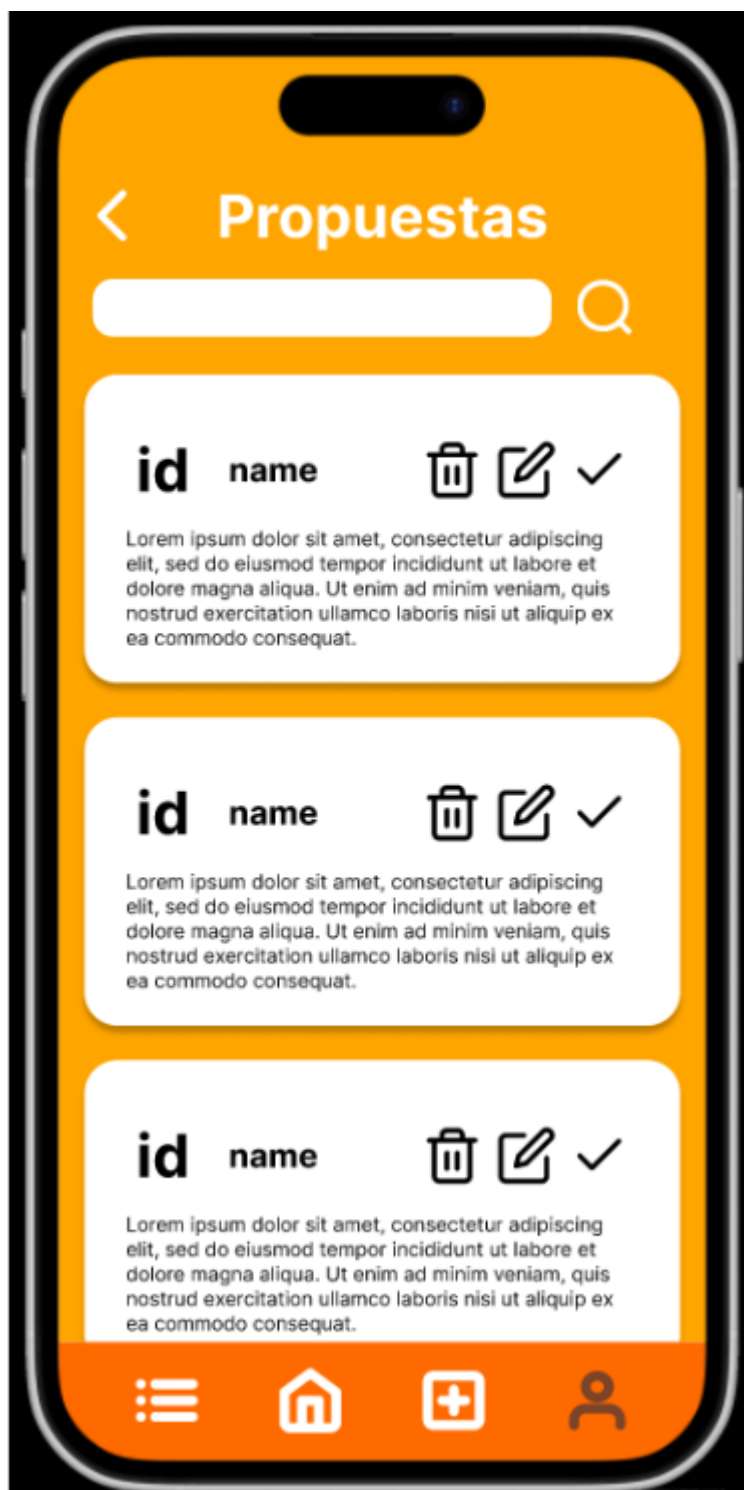 Propuestas
id name
Lorem ipsum dolor sit amet, consectetur adipiscing
elit, sed do eiusmod tempor incididunt ut labore et
dolore magna aliqua. Ut enim ad minim veniam, quis
nostrud exercitation ullamco laboris nisi ut aliquip ex
ea commodo consequat.
id name
Lorem ipsum dolor sit amet, consectetur adipiscing
elit, sed do eiusmod tempor incididunt ut labore et
dolore magna aliqua. Ut enim ad minim veniam, quis
nostrud exercitation ullamco laboris nisi ut aliquip ex
ea commodo consequat.
id name
Lorem ipsum dolor sit amet, consectetur adipiscing
elit, sed do eiusmod tempor incididunt ut labore et
dolore magna aliqua. Ut enim ad minim veniam, quis
nostrud exercitation ullamco laboris nisi ut aliquip ex
ea commodo consequat.